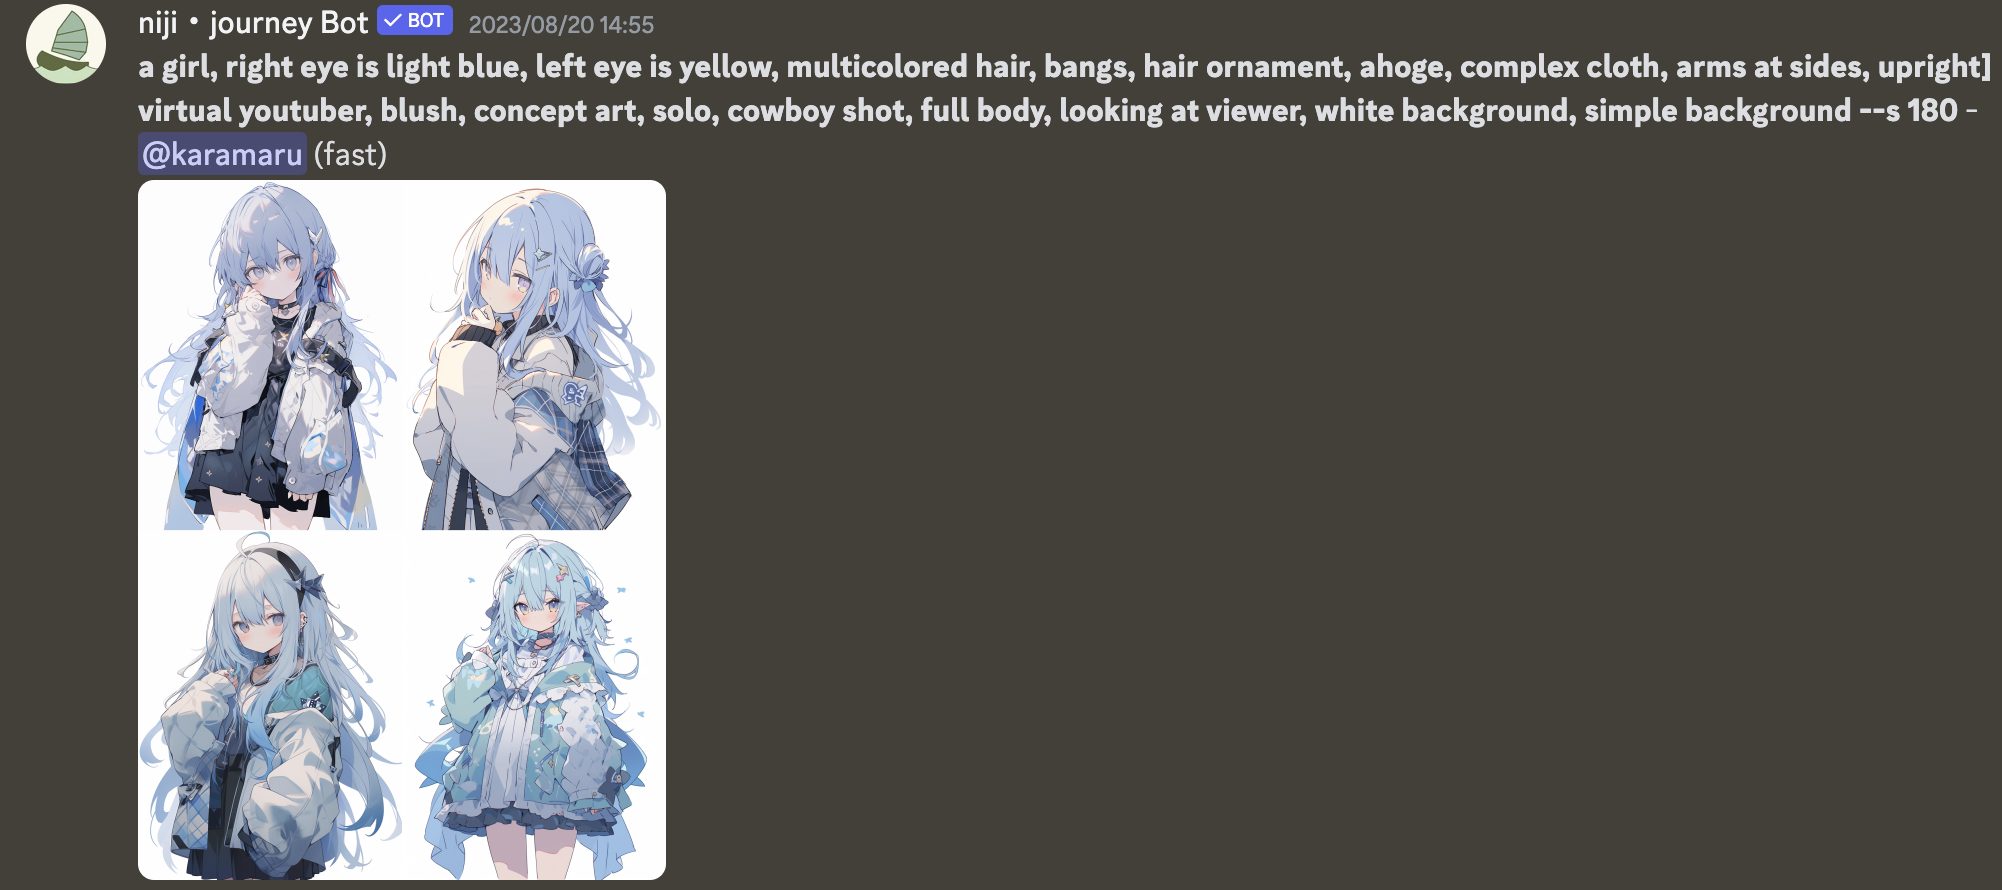 niji • journey Bot ✓ BOT 2023/08/20 14:55
a girl, right eye is light blue, left eye is yellow, multicolored hair, bangs, hair ornament, ahoge, complex cloth, arms at sides, upright]
virtual youtuber, blush, concept art, solo, cowboy shot, full body, looking at viewer, white background, simple background --s 180 -
@karamaru (fast)